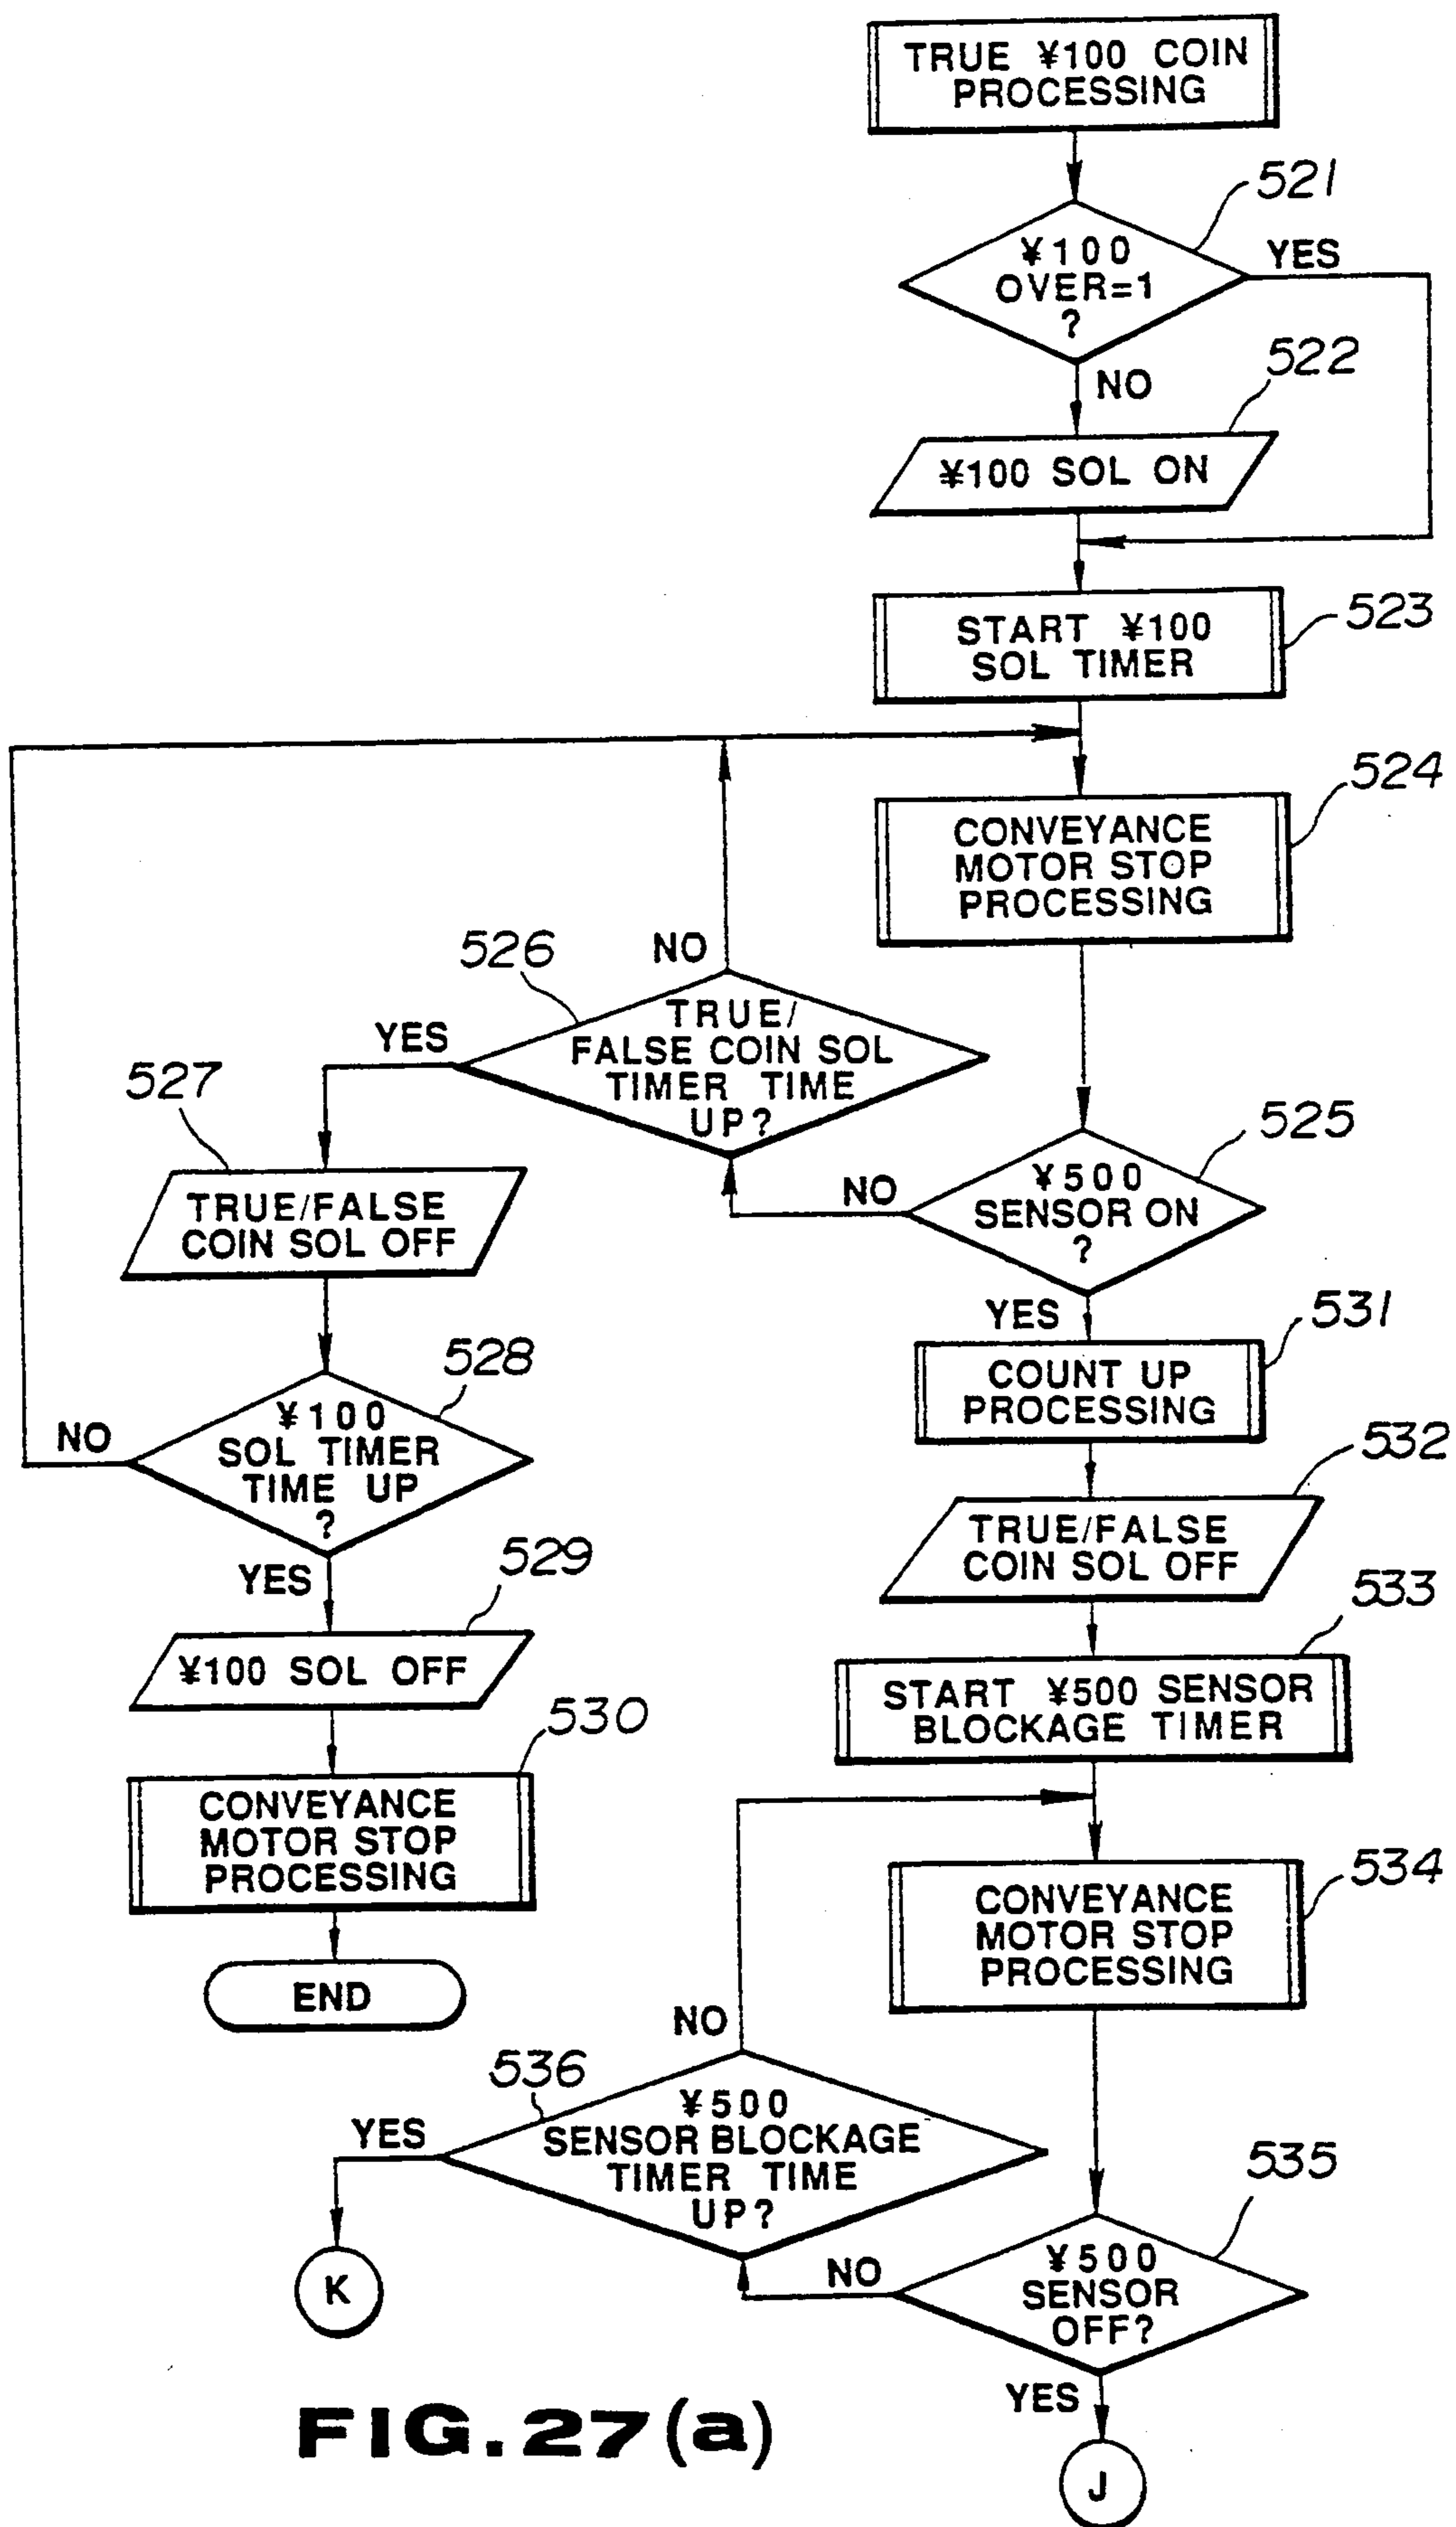 TRUE ¥100 COIN
PROCESSING
521
¥100
OVER=1
?
YES
NO
522
¥100 SOL ON
523
START ¥100
SOL TIMER
524
CONVEYANCE
MOTOR STOP
PROCESSING
526
NO
TRUE/
FALSE COIN SOL
TIMER TIME
UP?
YES
525
¥500
SENSOR ON
?
NO
YES
527
TRUE/FALSE
COIN SOL OFF
528
¥100
SOL TIMER
TIME UP
?
NO
YES
529
¥100 SOL OFF
530
CONVEYANCE
MOTOR STOP
PROCESSING
END
531
COUNT UP
PROCESSING
532
TRUE/FALSE
COIN SOL OFF
533
START ¥500 SENSOR
BLOCKAGE TIMER
534
CONVEYANCE
MOTOR STOP
PROCESSING
NO
536
¥500
SENSOR BLOCKAGE
TIMER TIME
UP?
YES
K
535
¥500
SENSOR
OFF?
NO
YES
J
FIG.27(a)